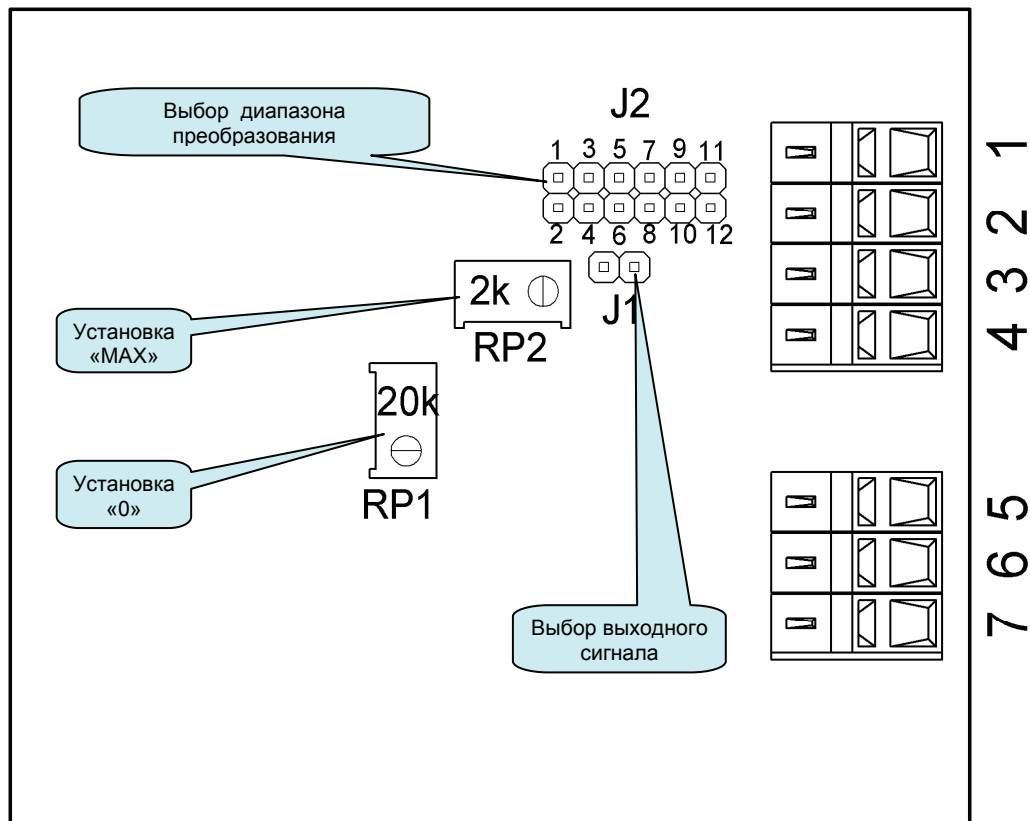 Выбор диапазона
преобразования
J2
1 3 5 7 9 11
2 4 6 8 10 12
J1
2k
RP2
Установка
«MAX»
20k
RP1
Установка
«0»
Выбор выходного
сигнала
1
2
3
4
5
6
7